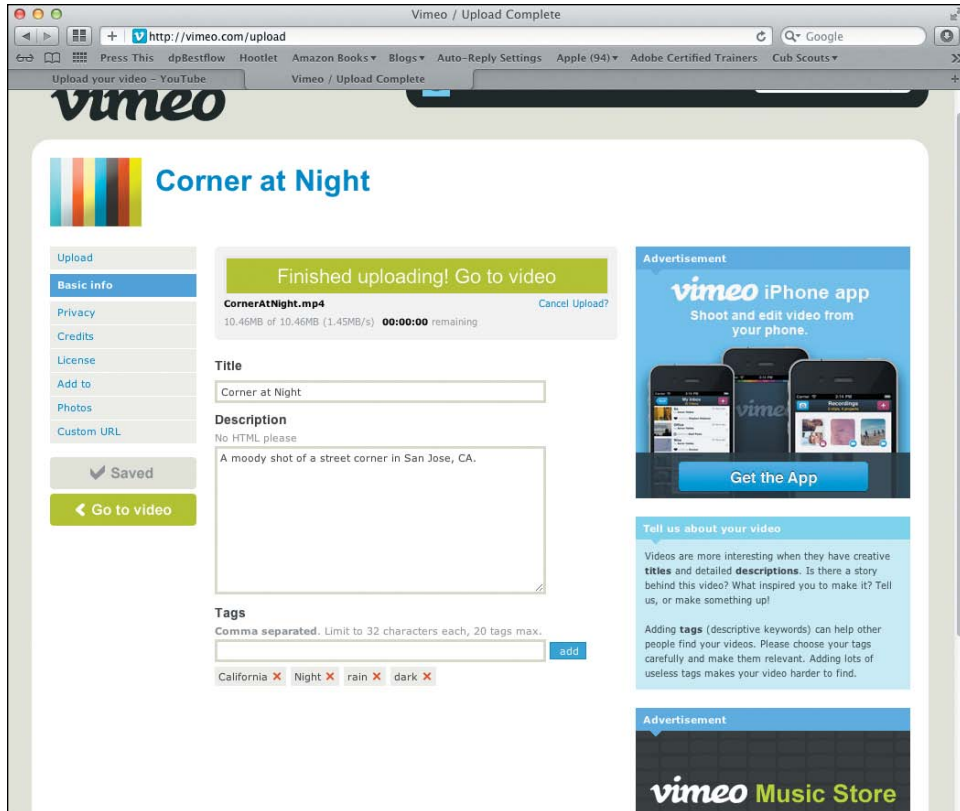 Vimeo / Upload Complete
http://vimeo.com/upload
Google
Press This dpBestflow Hootlet Amazon Books Blogs Auto-Reply Settings Apple (94) Adobe Certified Trainers Cub Scouts
Upload your video – YouTube
Vimeo / Upload Complete
vimeo
Corner at Night
Upload
Basic info
Privacy
Credits
License
Add to
Photos
Custom URL
Saved
Go to video
Finished uploading! Go to video
CornerAtNight.mp4 Cancel Upload?
10.46MB of 10.46MB (1.45MB/s) 00:00:00 remaining
Title
Corner at Night
Description
No HTML please
A moody shot of a street corner in San Jose, CA.
Tags
Comma separated. Limit to 32 characters each, 20 tags max.
add
California Night rain dark
Advertisement
vimeo iPhone app
Shoot and edit video from
your phone.
Recordings
Get the App
Tell us about your video
Videos are more interesting when they have creative
titles and detailed descriptions. Is there a story
behind this video? What inspired you to make it? Tell
us, or make something up!
Adding tags (descriptive keywords) can help other
people find your videos. Please choose your tags
carefully and make them relevant. Adding lots of
useless tags makes your video harder to find.
Advertisement
vimeo Music Store